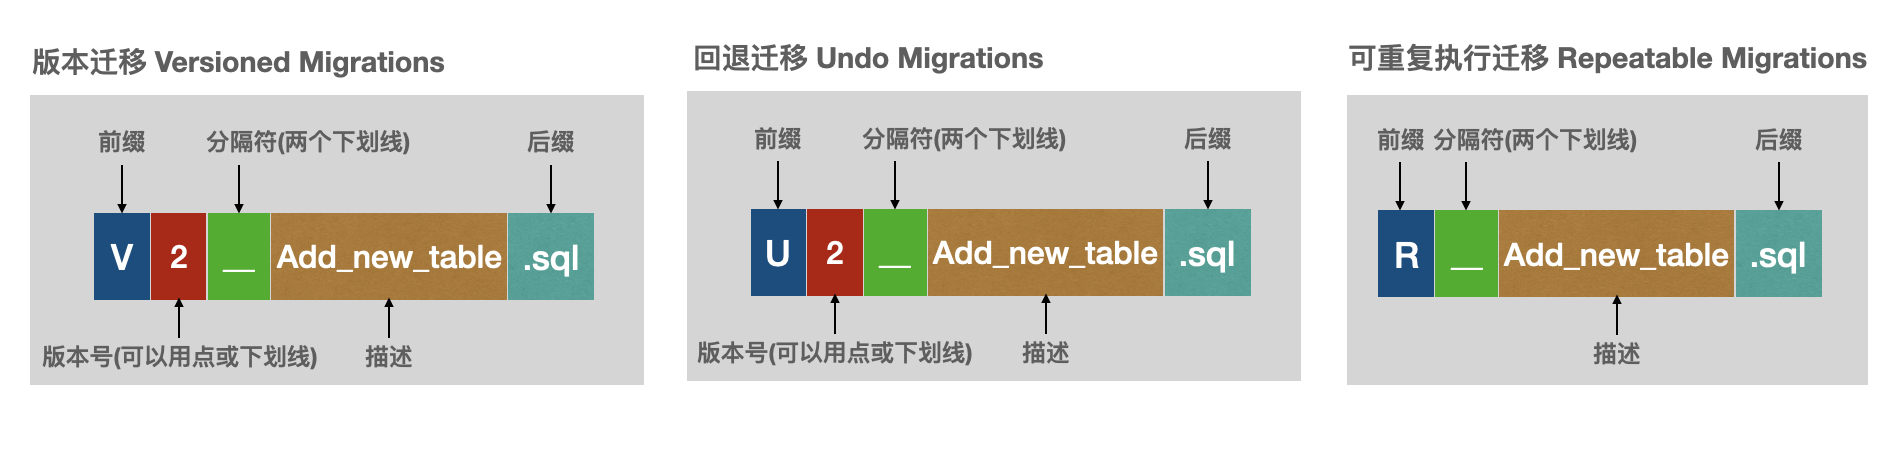 版本迁移 Versioned Migrations
前缀 分隔符(两个下划线) 后缀
V 2 __ Add_new_table .sql
版本号(可以用点或下划线) 描述
回退迁移 Undo Migrations
前缀 分隔符(两个下划线) 后缀
U 2 __ Add_new_table .sql
版本号(可以用点或下划线) 描述
可重复执行迁移 Repeatable Migrations
前缀 分隔符(两个下划线) 后缀
R __ Add_new_table .sql
描述